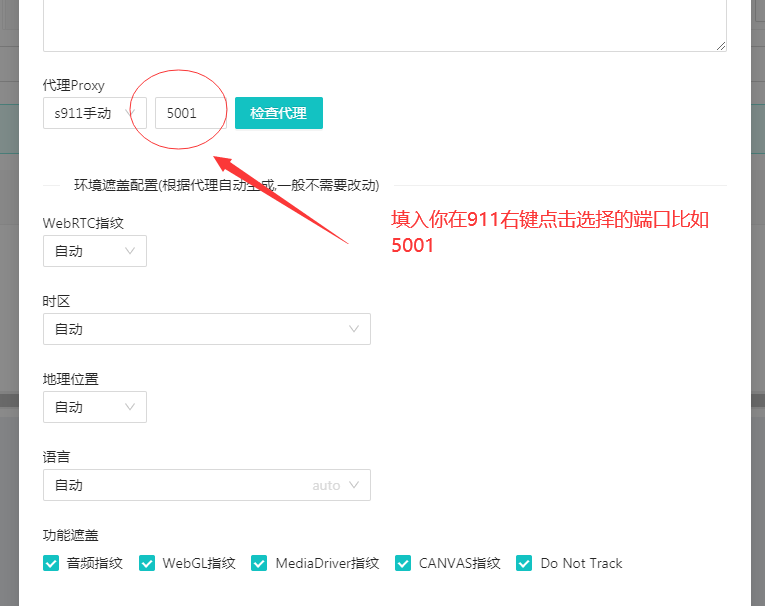 代理Proxy
s911手动
5001
检查代理
环境遮盖配置(根据代理自动生成,一般不需要改动)
WebRTC指纹
填入你在911右键点击选择的端口比如
5001
自动
时区
自动
地理位置
自动
语言
自动 auto
功能遮盖
音频指纹 WebGL指纹 MediaDriver指纹 CANVAS指纹 Do Not Track